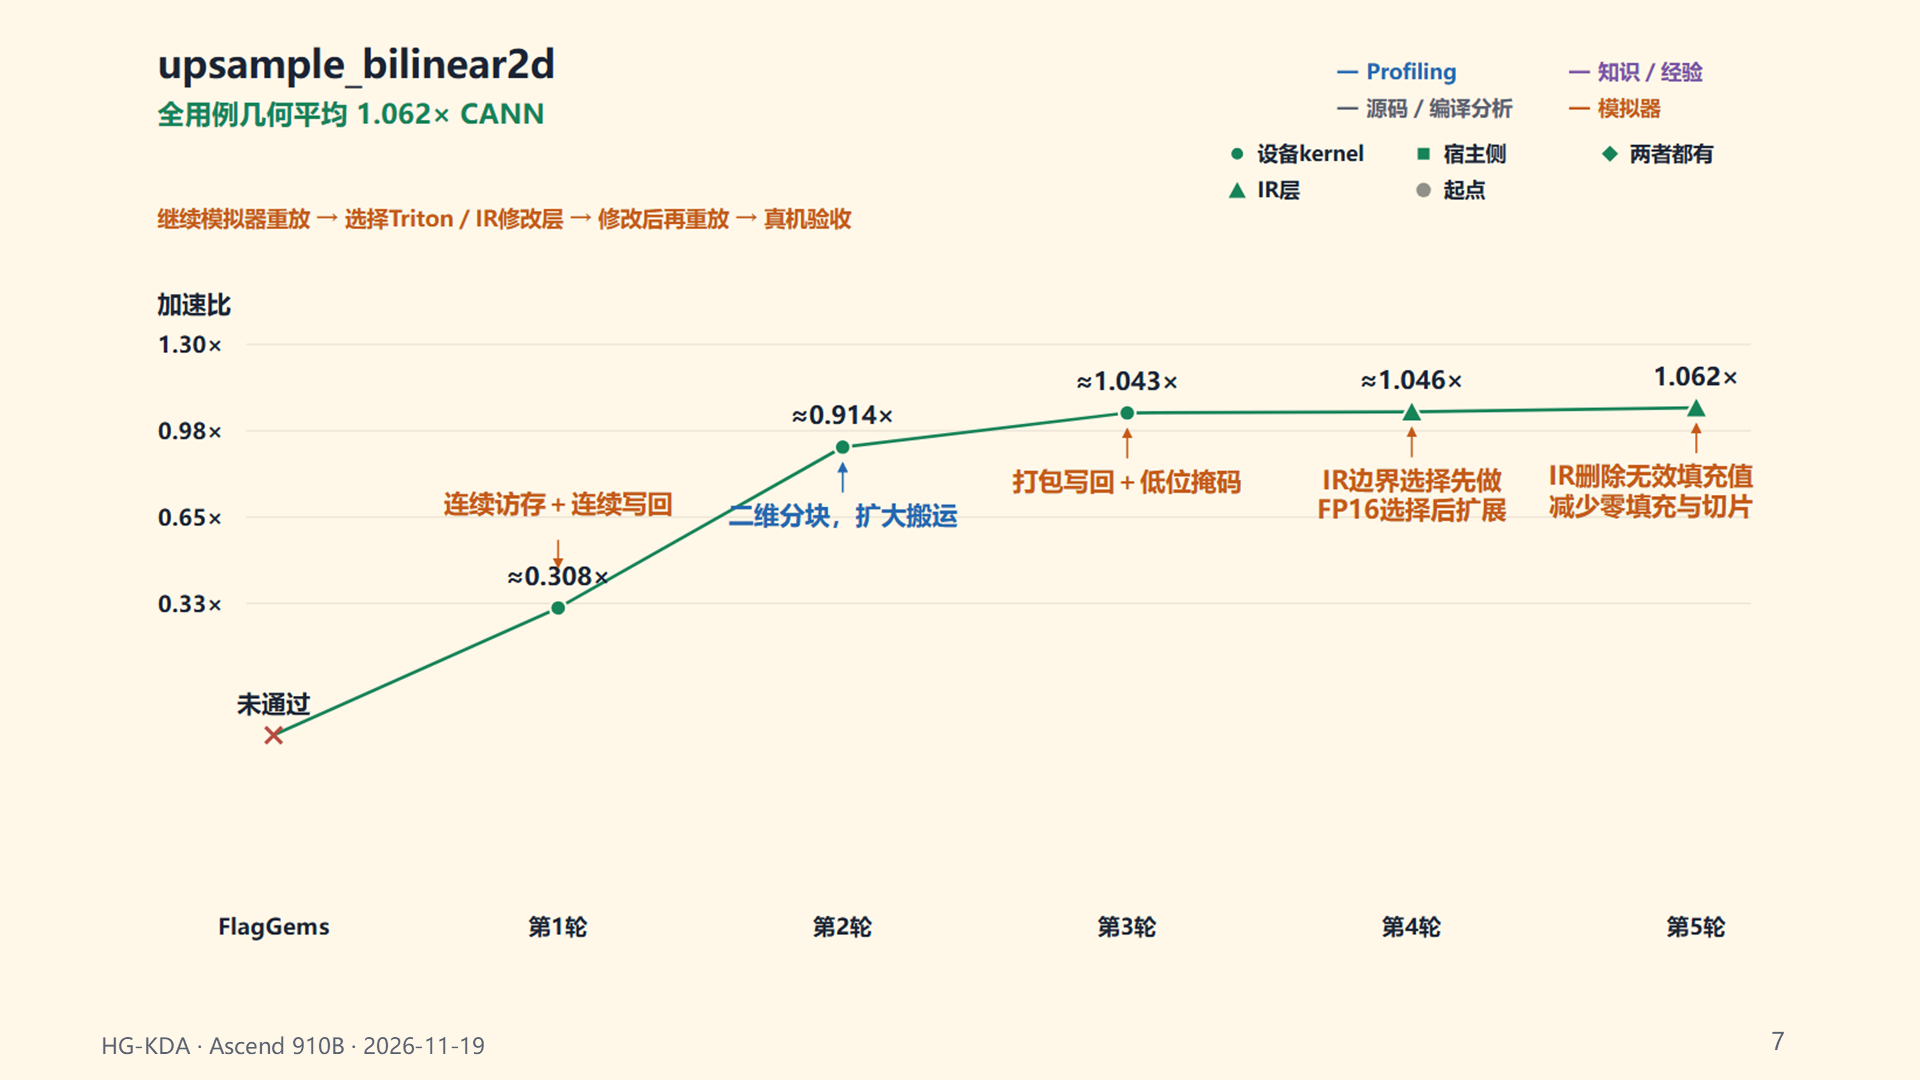 upsample_bilinear2d
全用例几何平均 1.062× CANN
— Profiling
— 知识 / 经验
— 源码 / 编译分析
— 模拟器
● 设备kernel
■ 宿主侧
◆ 两者都有
▲ IR层
● 起点
继续模拟器重放 → 选择Triton / IR修改层 → 修改后再重放 → 真机验收
加速比
1.30×
0.98×
0.65×
0.33×
未通过
≈0.308×
连续访存 + 连续写回
≈0.914×
二维分块，扩大搬运
≈1.043×
打包写回 + 低位掩码
≈1.046×
IR边界选择先做
FP16选择后扩展
1.062×
IR删除无效填充值
减少零填充与切片
FlagGems
第1轮
第2轮
第3轮
第4轮
第5轮
HG-KDA · Ascend 910B · 2026-11-19
7